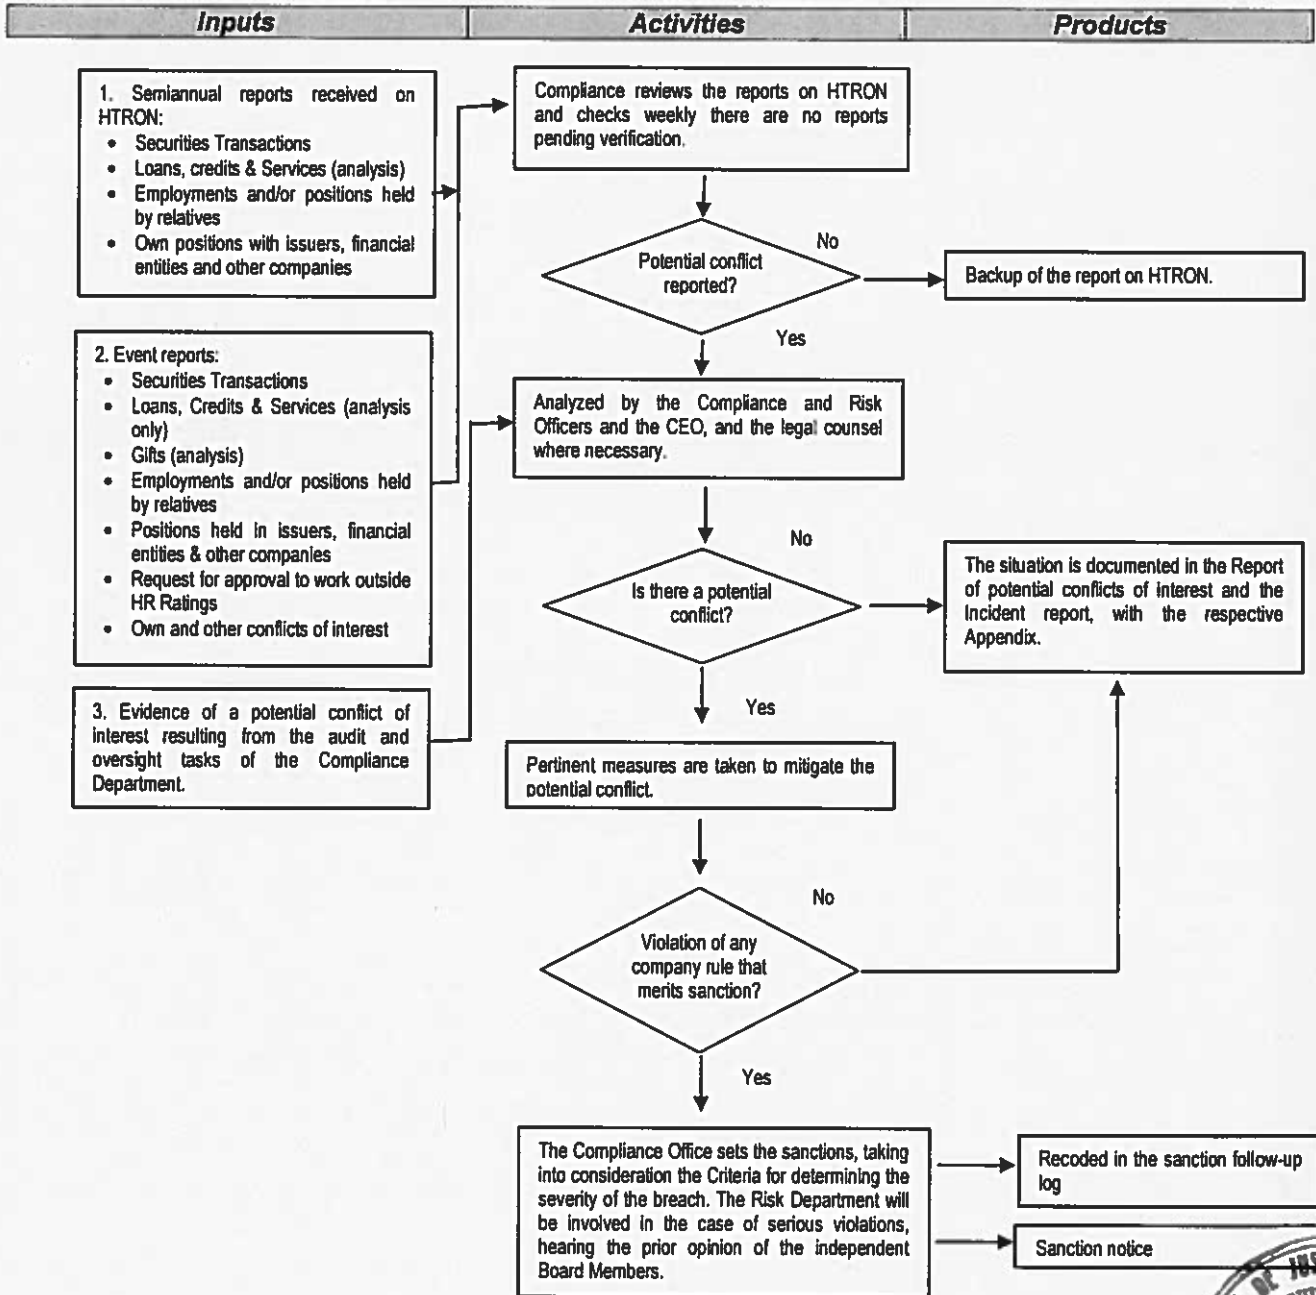 Inputs
Activities
Products
1. Semiannual reports received on
HTRON:
• Securities Transactions
• Loans, credits & Services (analysis)
• Employments and/or positions held
by relatives
• Own positions with issuers, financial
entities and other companies
2. Event reports:
• Securities Transactions
• Loans, Credits & Services (analysis
only)
• Gifts (analysis)
• Employments and/or positions held
by relatives
• Positions held in issuers, financial
entities & other companies
• Request for approval to work outside
HR Ratings
• Own and other conflicts of interest
3. Evidence of a potential conflict of
interest resulting from the audit and
oversight tasks of the Compliance
Department.
Compliance reviews the reports on HTRON
and checks weekly there are no reports
pending verification.
Potential conflict
reported?
No
Backup of the report on HTRON.
Yes
Analyzed by the Compliance and Risk
Officers and the CEO, and the legal counsel
where necessary.
No
Is there a potential
conflict?
The situation is documented in the Report
of potential conflicts of interest and the
Incident report, with the respective
Appendix.
Yes
Pertinent measures are taken to mitigate the
potential conflict.
No
Violation of any
company rule that
merits sanction?
Yes
The Compliance Office sets the sanctions, taking
into consideration the Criteria for determining the
severity of the breach. The Risk Department will
be involved in the case of serious violations,
hearing the prior opinion of the independent
Board Members.
Recoded in the sanction follow-up
log
Sanction notice
DE